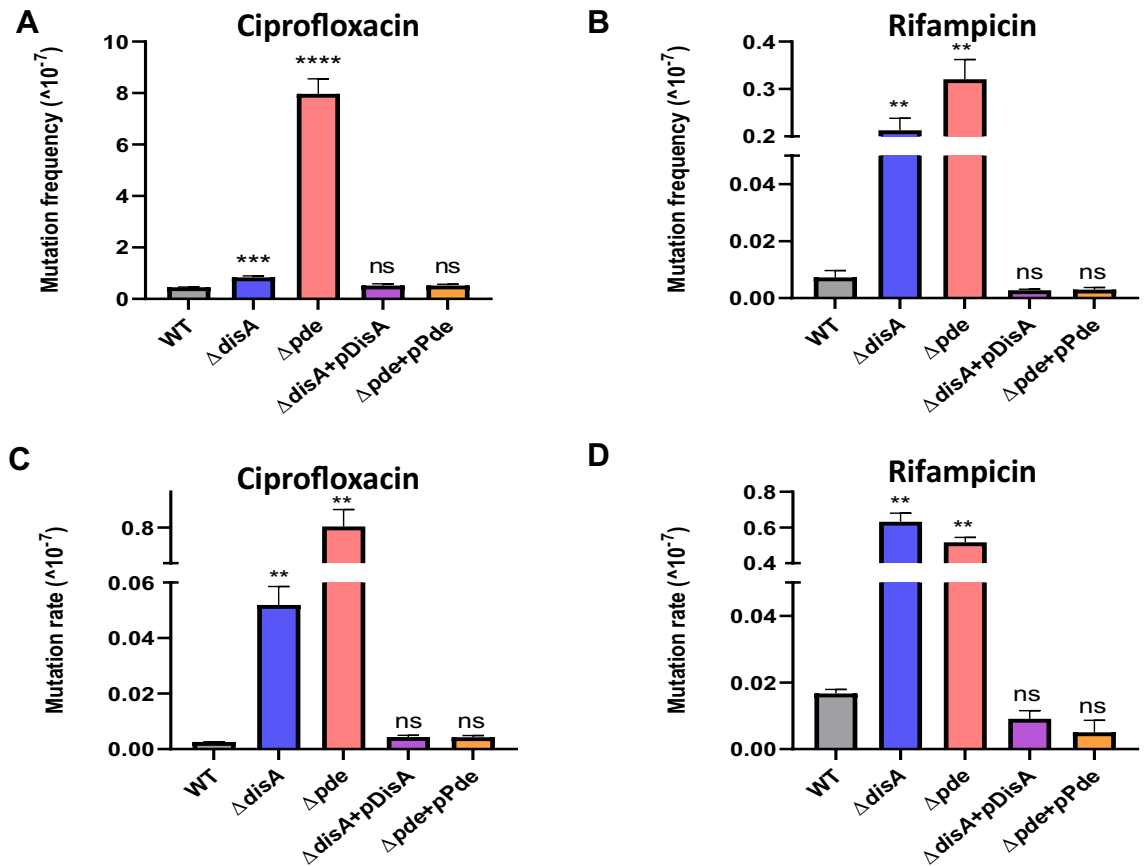 A
Ciprofloxacin
Mutation frequency (^10⁻⁷)
10
8
6
4
2
0
***
****
ns
ns
WT
ΔdisA
Δpde
ΔdisA+pDisA
Δpde+pPde
B
Rifampicin
Mutation frequency (^10⁻⁷)
0.4
0.3
0.2
0.04
0.02
0.00
**
**
ns
ns
WT
ΔdisA
Δpde
ΔdisA+pDisA
Δpde+pPde
C
Ciprofloxacin
Mutation rate (^10⁻⁷)
0.8
0.06
0.04
0.02
0.00
**
**
ns
ns
WT
ΔdisA
Δpde
ΔdisA+pDisA
Δpde+pPde
D
Rifampicin
Mutation rate (^10⁻⁷)
0.8
0.6
0.4
0.04
0.02
0.00
**
**
ns
ns
WT
ΔdisA
Δpde
ΔdisA+pDisA
Δpde+pPde